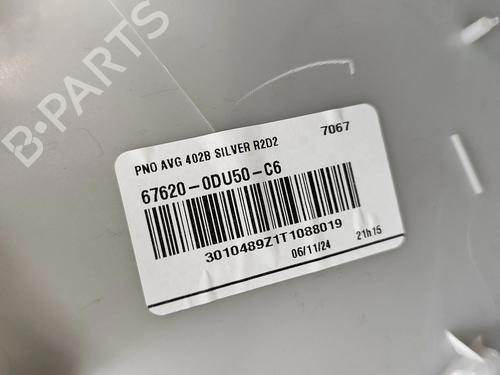 B-PARTS
PNO AVG 402B SILVER R2D2 7067
67620-0DU50-C6
3010489Z1T1088019
06/11/24 21h15